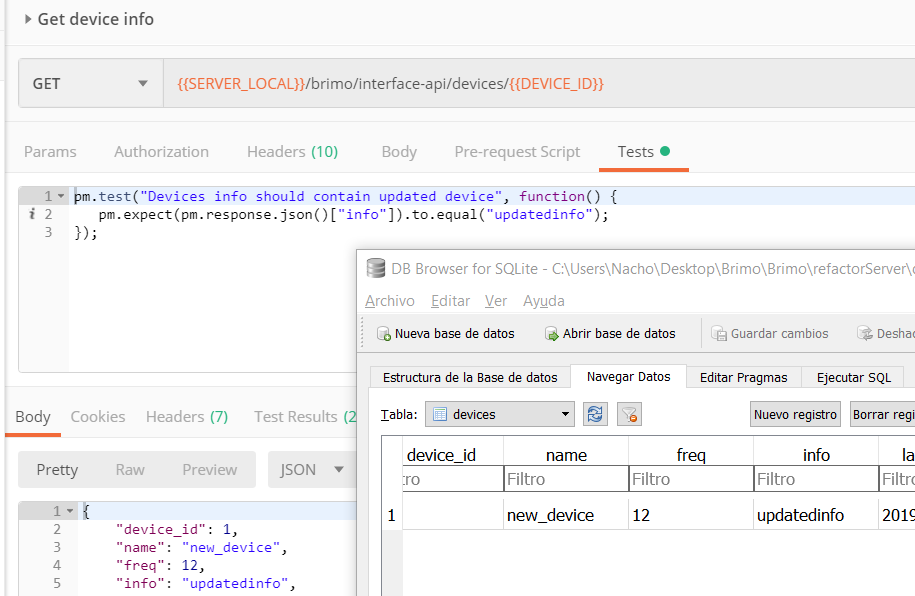 Get device info
GET {{SERVER_LOCAL}}/brimo/interface-api/devices/{{DEVICE_ID}}
Params Authorization Headers (10) Body Pre-request Script Tests
1 pm.test("Devices info should contain updated device", function() {
i 2 pm.expect(pm.response.json()["info"]).to.equal("updatedinfo");
3 });
DB Browser for SQLite - C:\Users\Nacho\Desktop\Brimo\Brimo\refactorServer\
Archivo Editar Ver Ayuda
Nueva base de datos Abrir base de datos Guardar cambios Deshac
Estructura de la Base de datos Navegar Datos Editar Pragmas Ejecutar SQL
Tabla: devices Nuevo registro Borrar regi
device_id name freq info la
tro Filtro Filtro Filtro Filtro
1 new_device 12 updatedinfo 2019
Body Cookies Headers (7) Test Results (2
Pretty Raw Preview JSON
1 {
2 "device_id": 1,
3 "name": "new_device",
4 "freq": 12,
5 "info": "updatedinfo",